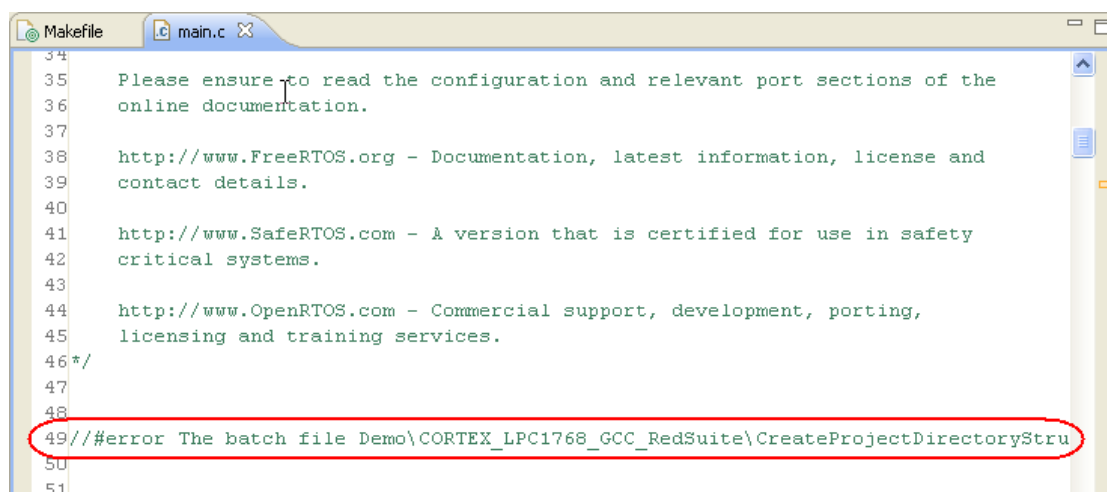 Makefile
main.c
34
35 Please ensure to read the configuration and relevant port sections of the
36 online documentation.
37
38 http://www.FreeRTOS.org - Documentation, latest information, license and
39 contact details.
40
41 http://www.SafeRTOS.com - A version that is certified for use in safety
42 critical systems.
43
44 http://www.OpenRTOS.com - Commercial support, development, porting,
45 licensing and training services.
46 */
47
48
49 //#error The batch file Demo\CORTEX_LPC1768_GCC_RedSuite\CreateProjectDirectoryStru
50
51